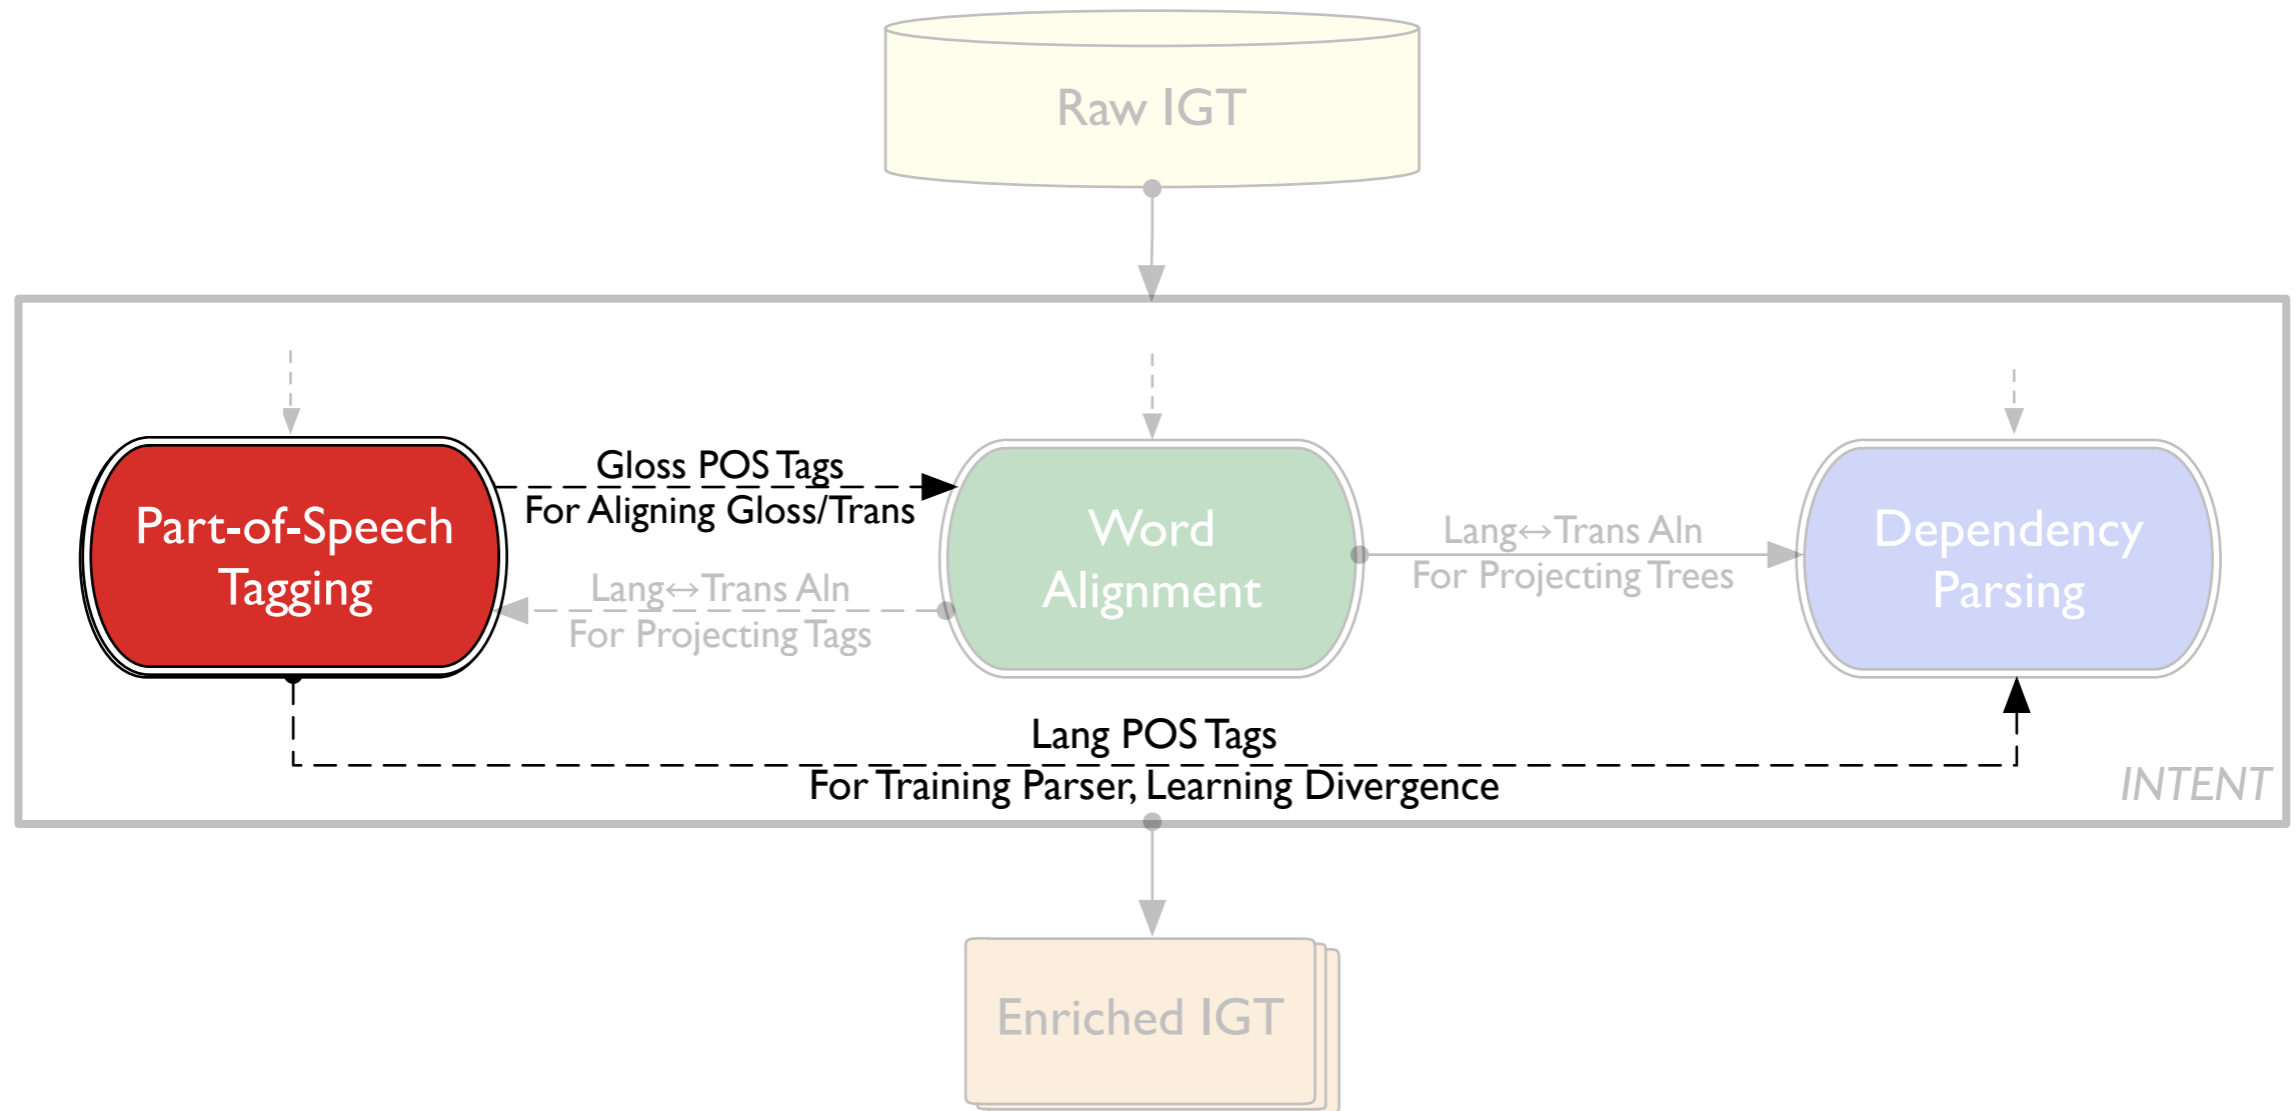 Raw IGT
Part-of-Speech
Tagging
Gloss POS Tags
For Aligning Gloss/Trans
Lang↔Trans Aln
For Projecting Tags
Word
Alignment
Lang↔Trans Aln
For Projecting Trees
Dependency
Parsing
Lang POS Tags
For Training Parser, Learning Divergence
INTENT
Enriched IGT